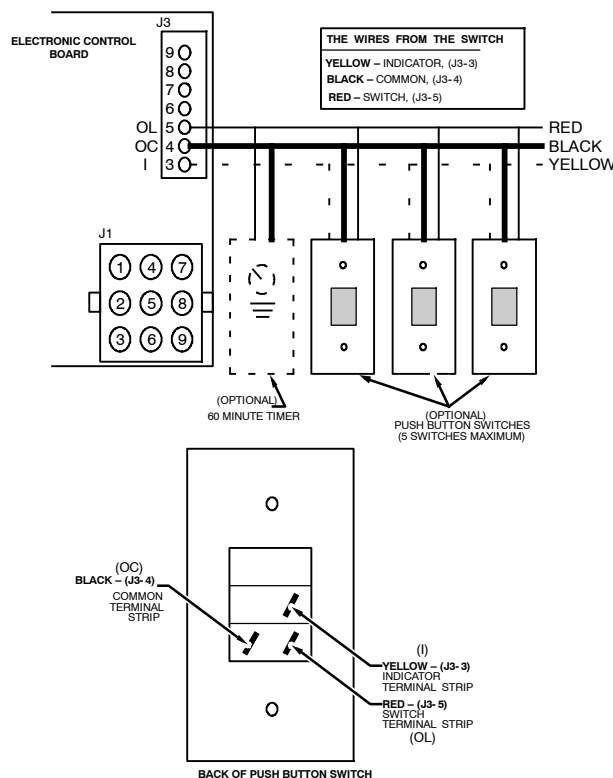 J3
ELECTRONIC CONTROL
BOARD
9
8
7
6
OL 5
OC 4
I 3
THE WIRES FROM THE SWITCH
YELLOW – INDICATOR, (J3-3)
BLACK – COMMON, (J3-4)
RED – SWITCH, (J3-5)
RED
BLACK
YELLOW
J1
1 4 7
2 5 8
3 6 9
(OPTIONAL)
60 MINUTE TIMER
(OPTIONAL)
PUSH BUTTON SWITCHES
(5 SWITCHES MAXIMUM)
(OC)
BLACK – (J3-4)
COMMON
TERMINAL
STRIP
(I)
YELLOW – (J3-3)
INDICATOR
TERMINAL STRIP
RED – (J3-5)
SWITCH
TERMINAL STRIP
(OL)
BACK OF PUSH BUTTON SWITCH